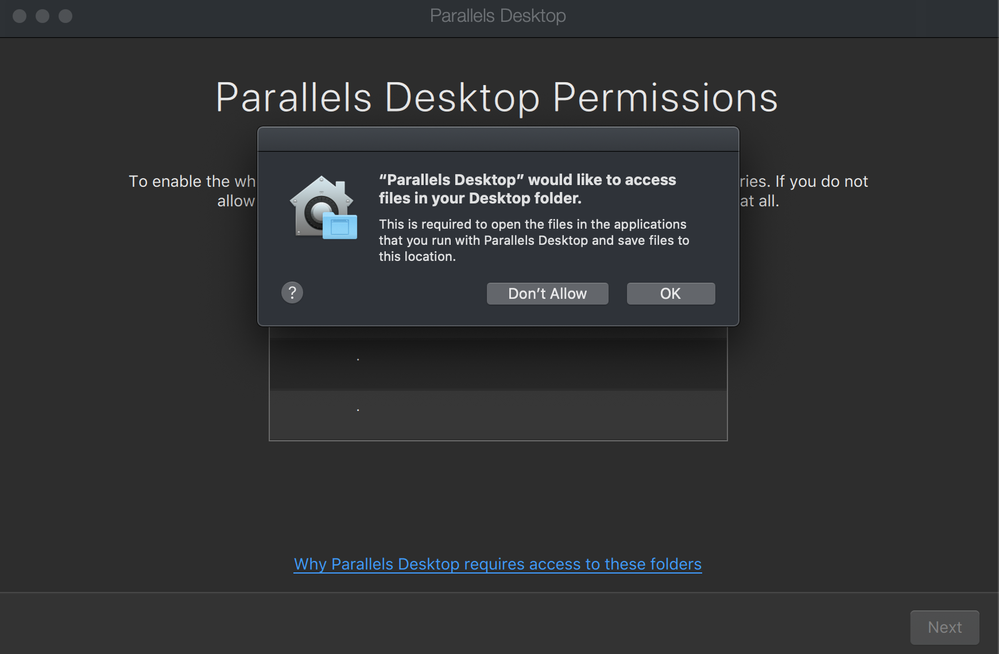 Parallels Desktop
Parallels Desktop Permissions
To enable the wh
ries. If you do not
allow
at all.
“Parallels Desktop” would like to access
files in your Desktop folder.
This is required to open the files in the applications
that you run with Parallels Desktop and save files to
this location.
?
Don’t Allow
OK
.
.
Why Parallels Desktop requires access to these folders
Next